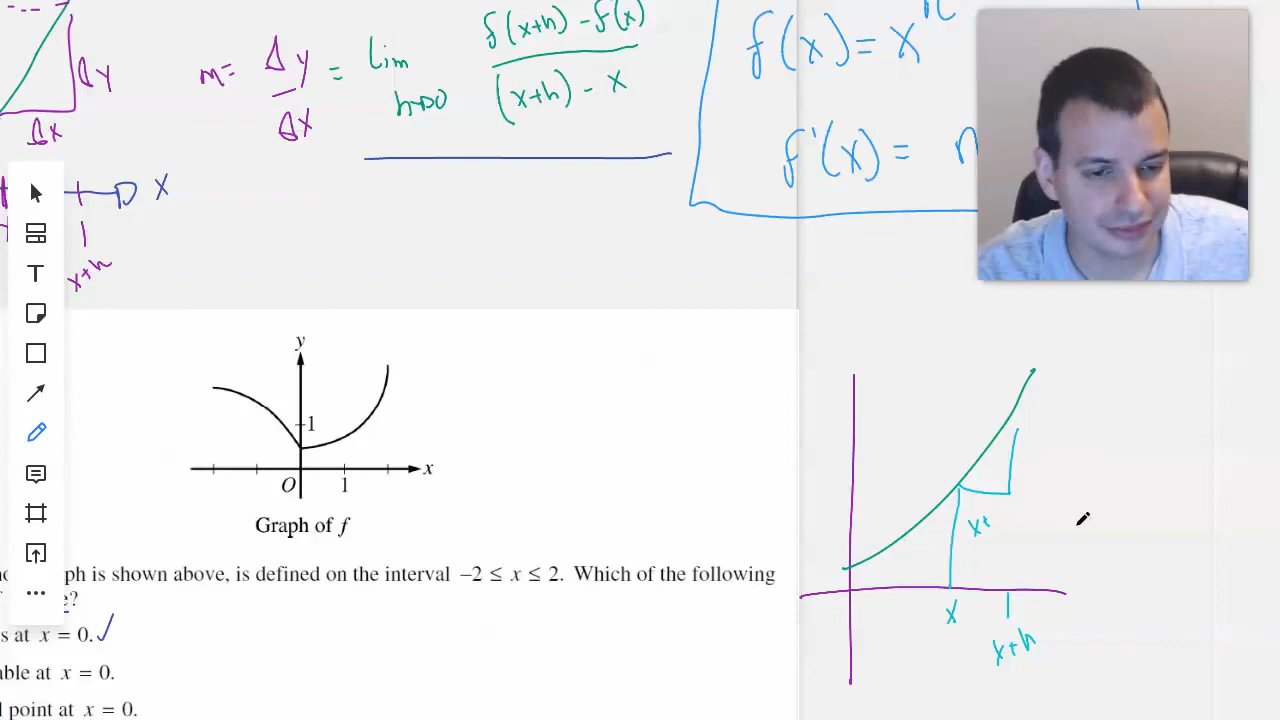 f(x+h) - f(x)
m = Δy = lim
Δx
h→0
(x+h) - x
Δy
Δx
f(x) = x
f'(x) = n
x
x+h
y
1
x
O
1
Graph of f
ph is shown above, is defined on the interval −2 ≤ x ≤ 2. Which of the following
e?
s at x = 0. ✓
able at x = 0.
l point at x = 0.
x
x+h
T